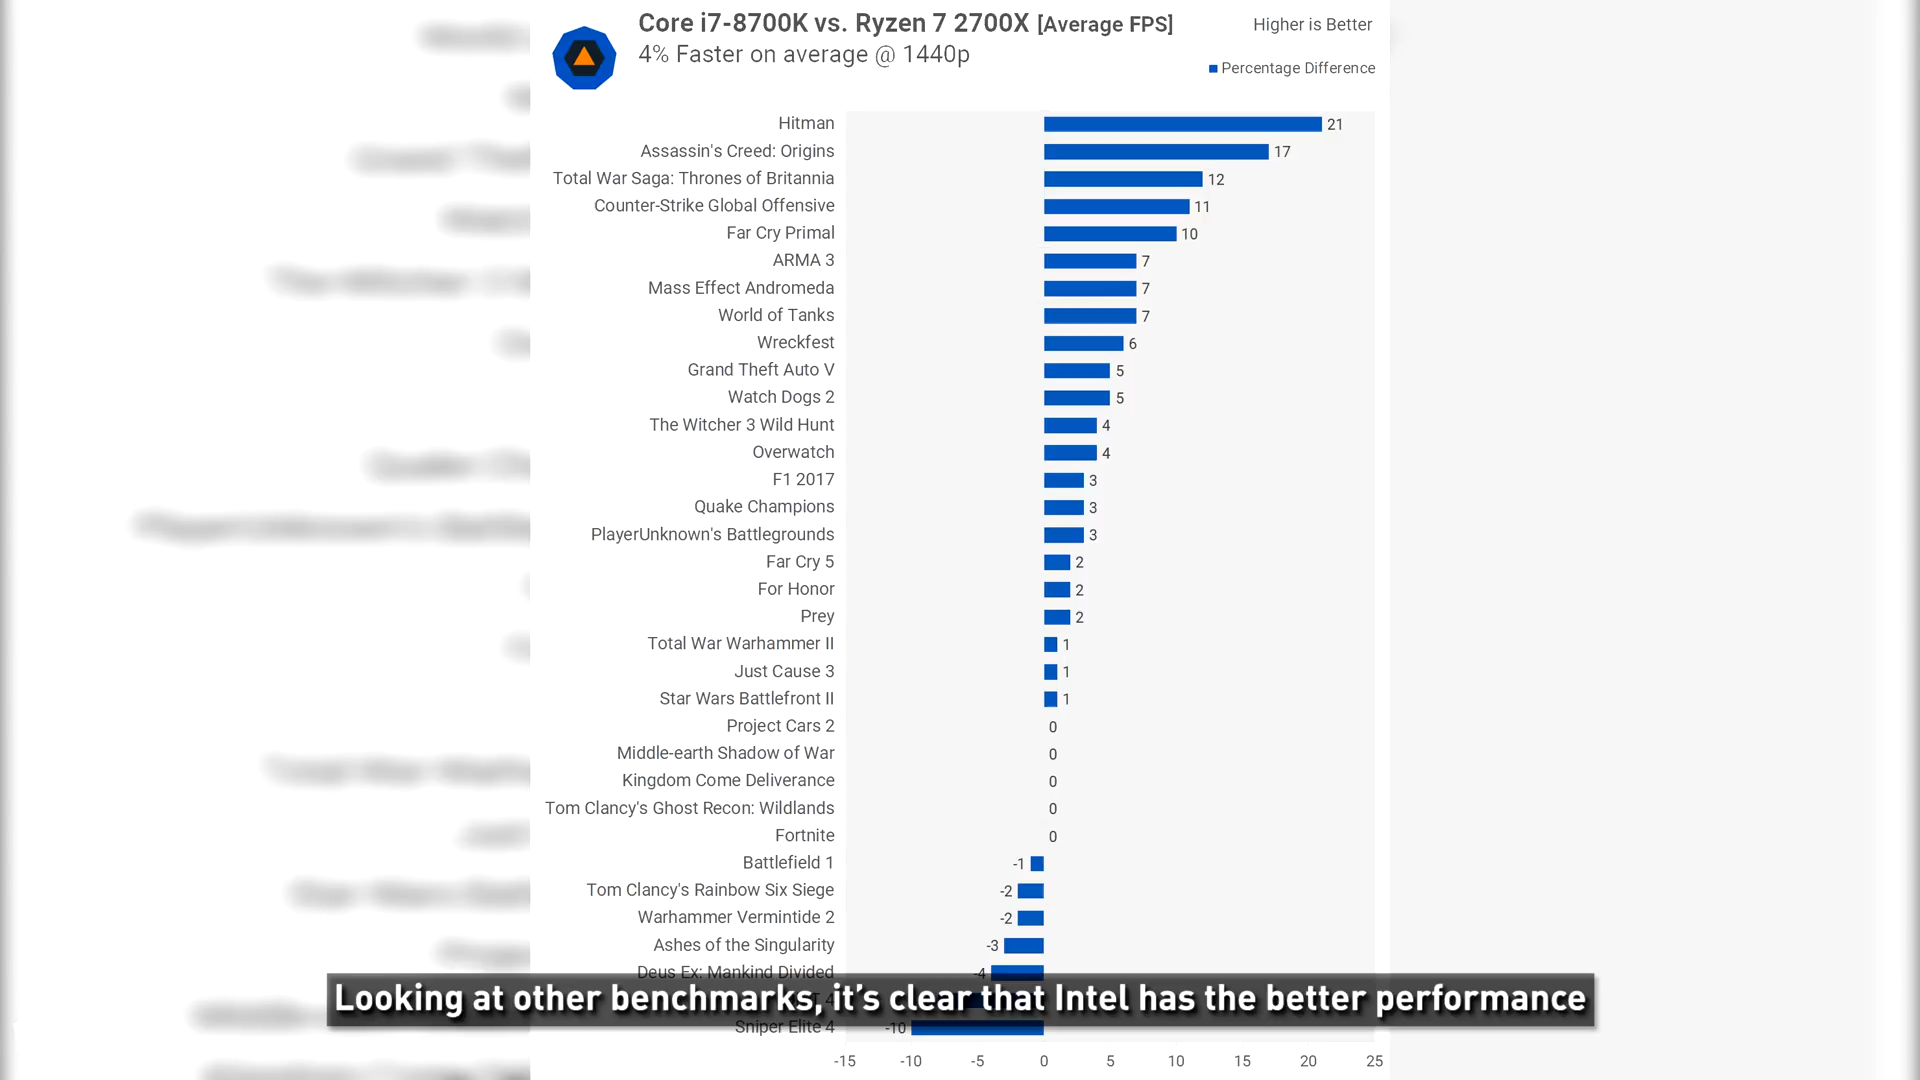 Core i7-8700K vs. Ryzen 7 2700X [Average FPS]
Higher is Better
4% Faster on average @ 1440p
Percentage Difference
Hitman 21
Assassin's Creed: Origins 17
Total War Saga: Thrones of Britannia 12
Counter-Strike Global Offensive 11
Far Cry Primal 10
ARMA 3 7
Mass Effect Andromeda 7
World of Tanks 7
Wreckfest 6
Grand Theft Auto V 5
Watch Dogs 2 5
The Witcher 3 Wild Hunt 4
Overwatch 4
F1 2017 3
Quake Champions 3
PlayerUnknown's Battlegrounds 3
Far Cry 5 2
For Honor 2
Prey 2
Total War Warhammer II 1
Just Cause 3 1
Star Wars Battlefront II 1
Project Cars 2 0
Middle-earth Shadow of War 0
Kingdom Come Deliverance 0
Tom Clancy's Ghost Recon: Wildlands 0
Fortnite 0
Battlefield 1 -1
Tom Clancy's Rainbow Six Siege -2
Warhammer Vermintide 2 -2
Ashes of the Singularity -3
Deus Ex: Mankind Divided -4
Looking at other benchmarks, it's clear that Intel has the better performance
Sniper Elite 4 -10
-15 -10 -5 0 5 10 15 20 25